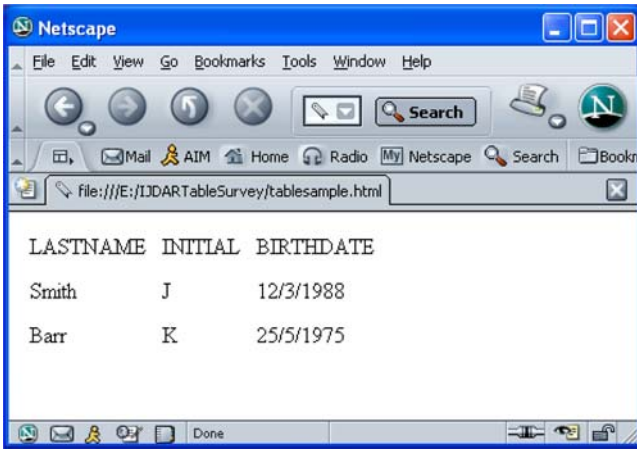 Netscape
File Edit View Go Bookmarks Tools Window Help
Search N
Mail AIM Home Radio My Netscape Search Bookm
file:///E:/IJDARTableSurvey/tablesample.html
LASTNAME INITIAL BIRTHDATE
Smith J 12/3/1988
Barr K 25/5/1975
Done